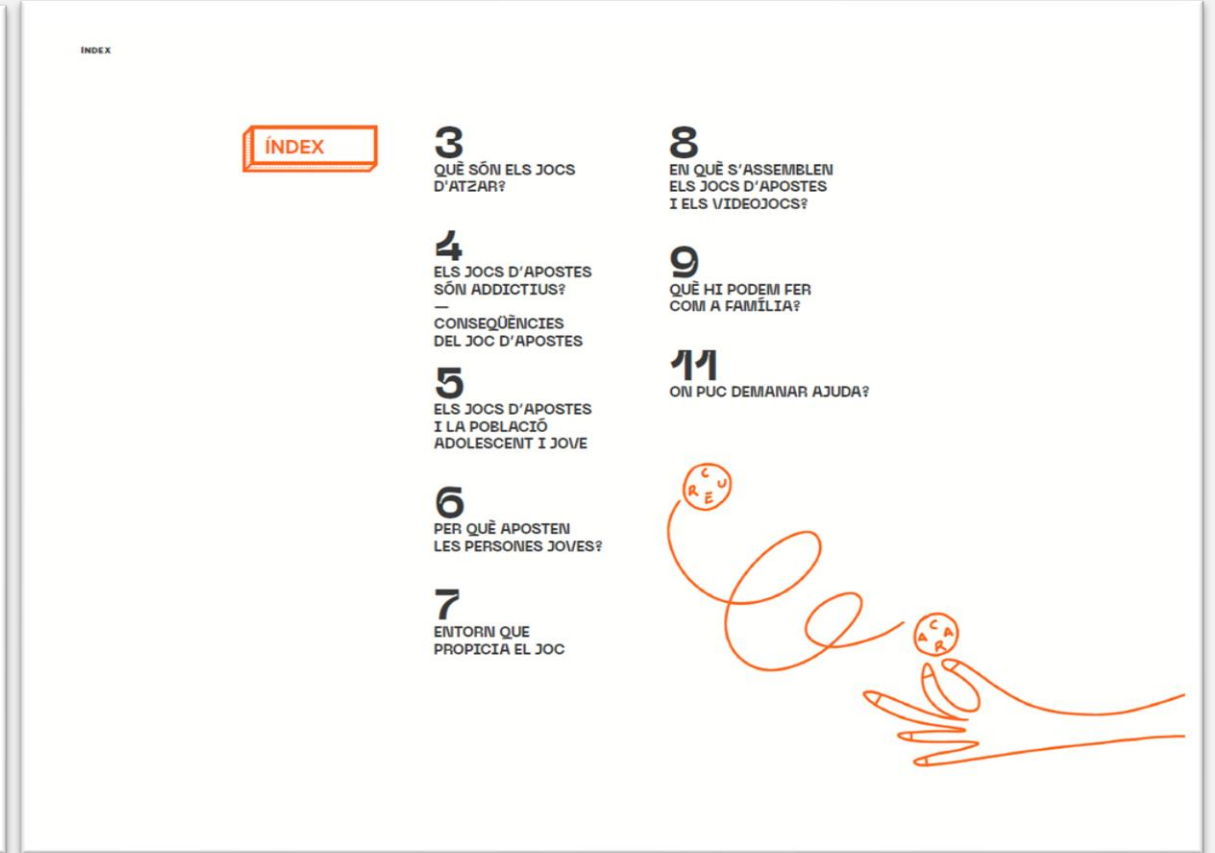 ÍNDEX
ÍNDEX
3
QUÈ SÓN ELS JOCS
D'ATZAR?
4
ELS JOCS D'APOSTES
SÓN ADDICTIUS?
—
CONSEQÜÈNCIES
DEL JOC D'APOSTES
5
ELS JOCS D'APOSTES
I LA POBLACIÓ
ADOLESCENT I JOVE
6
PER QUÈ APOSTEN
LES PERSONES JOVES?
7
ENTORN QUE
PROPICIA EL JOC
8
EN QUÈ S'ASSEMBLEN
ELS JOCS D'APOSTES
I ELS VIDEOJOCS?
9
QUÈ HI PODEM FER
COM A FAMÍLIA?
11
ON PUC DEMANAR AJUDA?
CREU
CARA